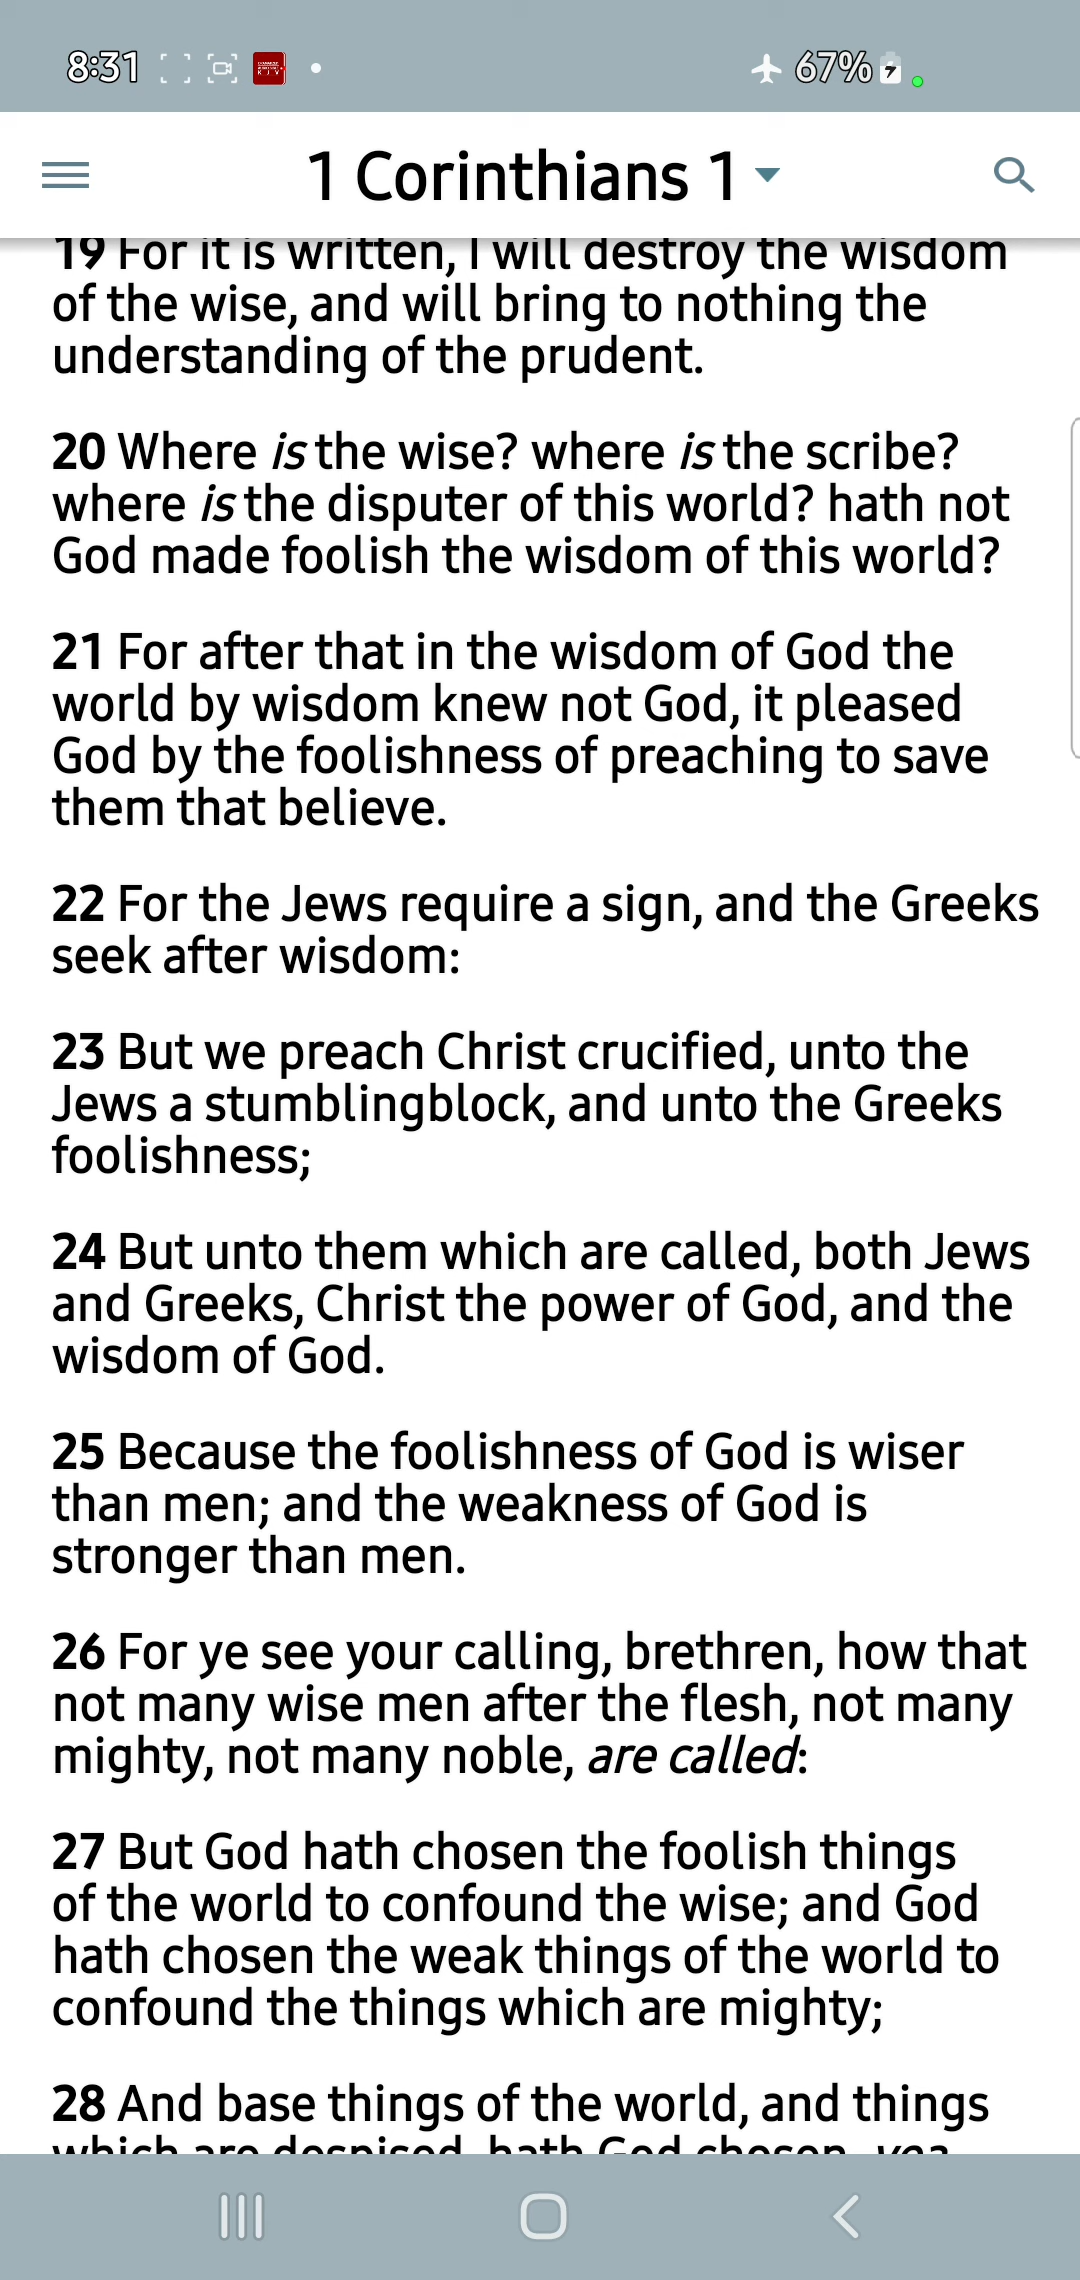 8:31
KJV
67%
1 Corinthians 1
19 For it is written, I will destroy the wisdom
of the wise, and will bring to nothing the
understanding of the prudent.
20 Where is the wise? where is the scribe?
where is the disputer of this world? hath not
God made foolish the wisdom of this world?
21 For after that in the wisdom of God the
world by wisdom knew not God, it pleased
God by the foolishness of preaching to save
them that believe.
22 For the Jews require a sign, and the Greeks
seek after wisdom:
23 But we preach Christ crucified, unto the
Jews a stumblingblock, and unto the Greeks
foolishness;
24 But unto them which are called, both Jews
and Greeks, Christ the power of God, and the
wisdom of God.
25 Because the foolishness of God is wiser
than men; and the weakness of God is
stronger than men.
26 For ye see your calling, brethren, how that
not many wise men after the flesh, not many
mighty, not many noble, are called:
27 But God hath chosen the foolish things
of the world to confound the wise; and God
hath chosen the weak things of the world to
confound the things which are mighty;
28 And base things of the world, and things
which are despised, hath God chosen, yea